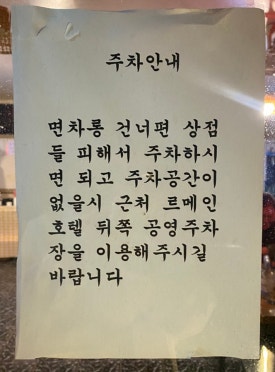 주차안내
면차롱 건너편 상점
들 피해서 주차하시
면 되고 주차공간이
없을시 근처 르메인
호텔 뒤쪽 공영주차
장을 이용해주시길
바랍니다